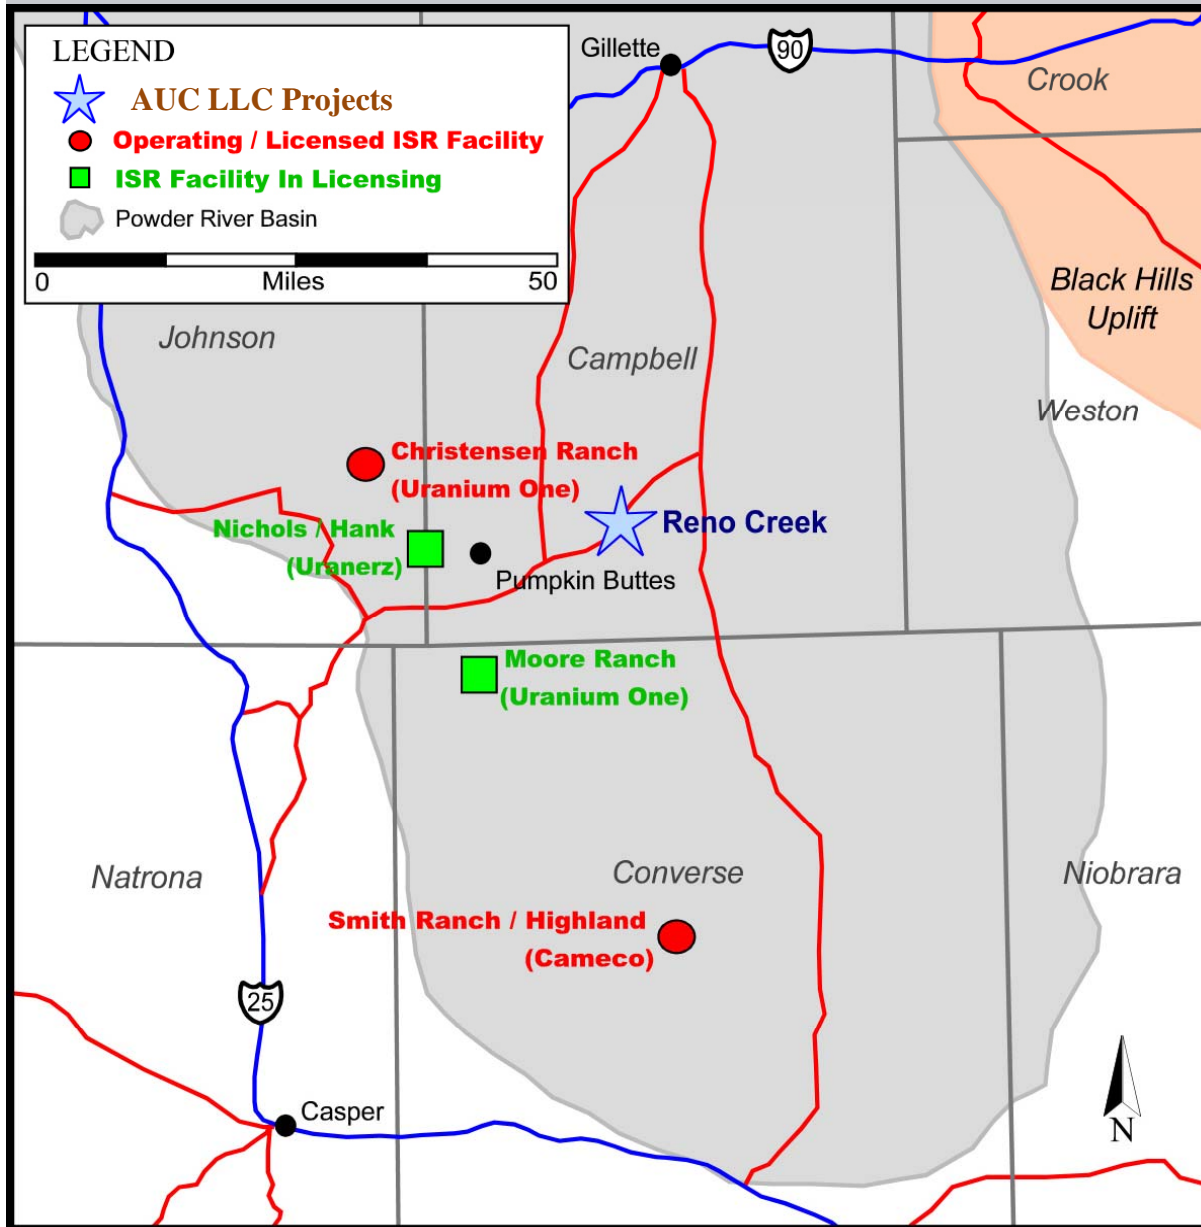 LEGEND
AUC LLC Projects
Operating / Licensed ISR Facility
ISR Facility In Licensing
Powder River Basin
0 Miles 50
Gillette
90
Crook
Black Hills
Uplift
Johnson
Campbell
Weston
Christensen Ranch
(Uranium One)
Nichols / Hank
(Uranerz)
Reno Creek
Pumpkin Buttes
Moore Ranch
(Uranium One)
Natrona
Converse
Niobrara
Smith Ranch / Highland
(Cameco)
25
Casper
N